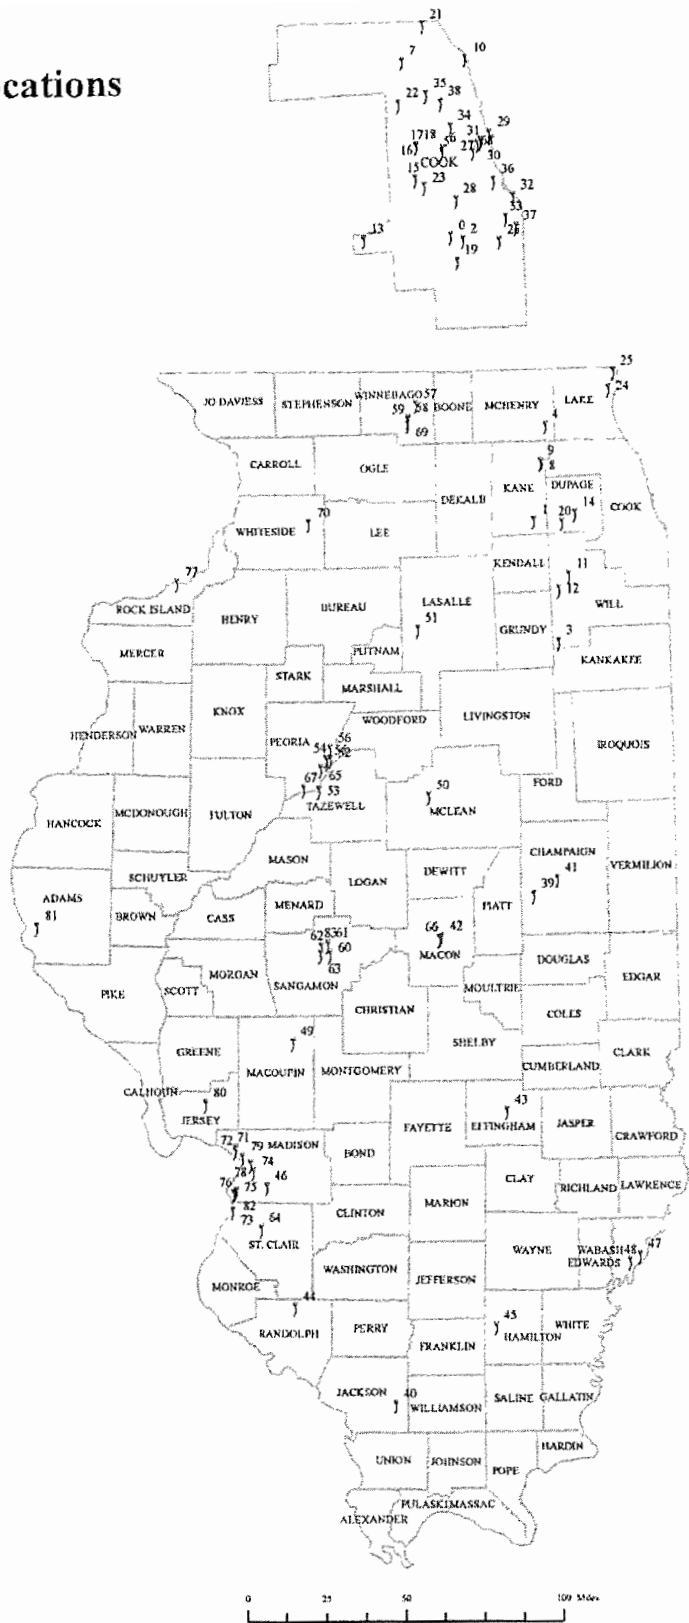 cations
21
7
10
22
35
38
34
29
1718
56
31
16
27
COOK
30
15
23
36
28
32
33
37
13
0
2
26
19
25
24
JO DAVIESS
STEPHENSON
WINNEBAGO
57
59
58
BOONE
MCHENRY
4
LAKE
69
CARROLL
OGLE
9
8
KANE
DUPAGE
DEKALB
14
COOK
70
1
20
WHITESIDE
LEE
77
KENDALL
11
ROCK ISLAND
HENRY
BUREAU
LASALLE
12
WILL
51
GRUNDY
3
MERCER
PUTNAM
KANKAKEE
STARK
MARSHALL
KNOX
WOODFORD
LIVINGSTON
HENDERSON
WARREN
PEORIA
54
56
52
IROQUOIS
67
65
53
50
FORD
TAZEWELL
MCLEAN
HANCOCK
MCDONOUGH
FULTON
MASON
CHAMPAIGN
41
VERMILION
SCHUYLER
LOGAN
DEWITT
ADAMS
39
81
BROWN
CASS
MENARD
PIATT
62
83
61
60
66
42
MACON
63
PIKE
SCOTT
MORGAN
SANGAMON
DOUGLAS
EDGAR
MOULTRIE
CHRISTIAN
COLES
49
GREENE
SHELBY
MACOUPIN
MONTGOMERY
CUMBERLAND
CLARK
CALHOUN
80
43
JERSEY
FAYETTE
EFFINGHAM
JASPER
CRAWFORD
72
71
79
MADISON
BOND
74
78
76
75
46
CLAY
RICHLAND
LAWRENCE
82
73
64
CLINTON
MARION
ST. CLAIR
WAYNE
WABASH
48
47
EDWARDS
WASHINGTON
JEFFERSON
MONROE
44
RANDOLPH
PERRY
45
HAMILTON
WHITE
FRANKLIN
JACKSON
40
WILLIAMSON
SALINE
GALLATIN
UNION
JOHNSON
HARDIN
POPE
PULASKI
MASSAC
ALEXANDER
0
25
50
100 Miles